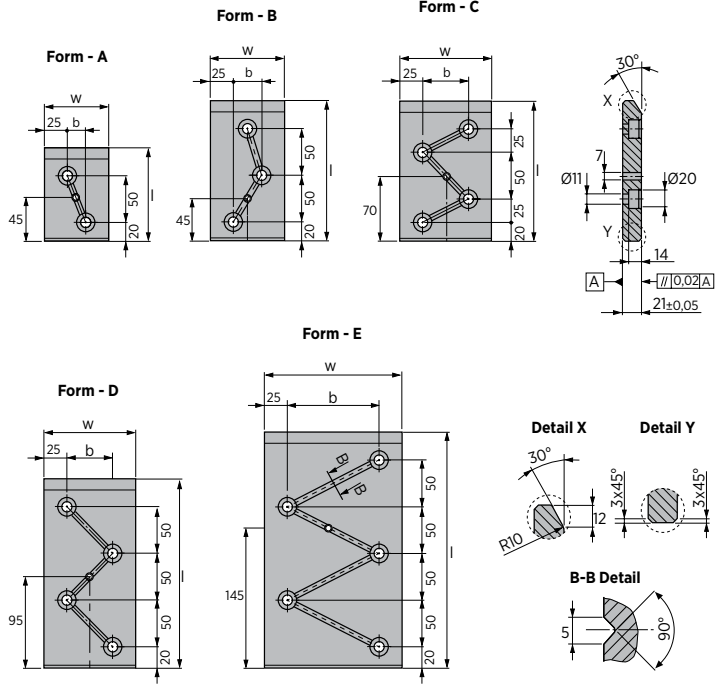 Form - A
w
25 b
45
50
20
l
Form - B
w
25 b
45
50
50
20
l
Form - C
w
25 b
70
25
50
25
20
l
30°
X
7
Ø11
Ø20
Y
14
A
// 0,02 A
21±0,05
Form - D
w
25 b
95
50
50
50
20
l
Form - E
w
25 b
B
B
145
50
50
50
50
20
l
Detail X
30°
12
R10
Detail Y
3x45°
3x45°
B-B Detail
5
90°